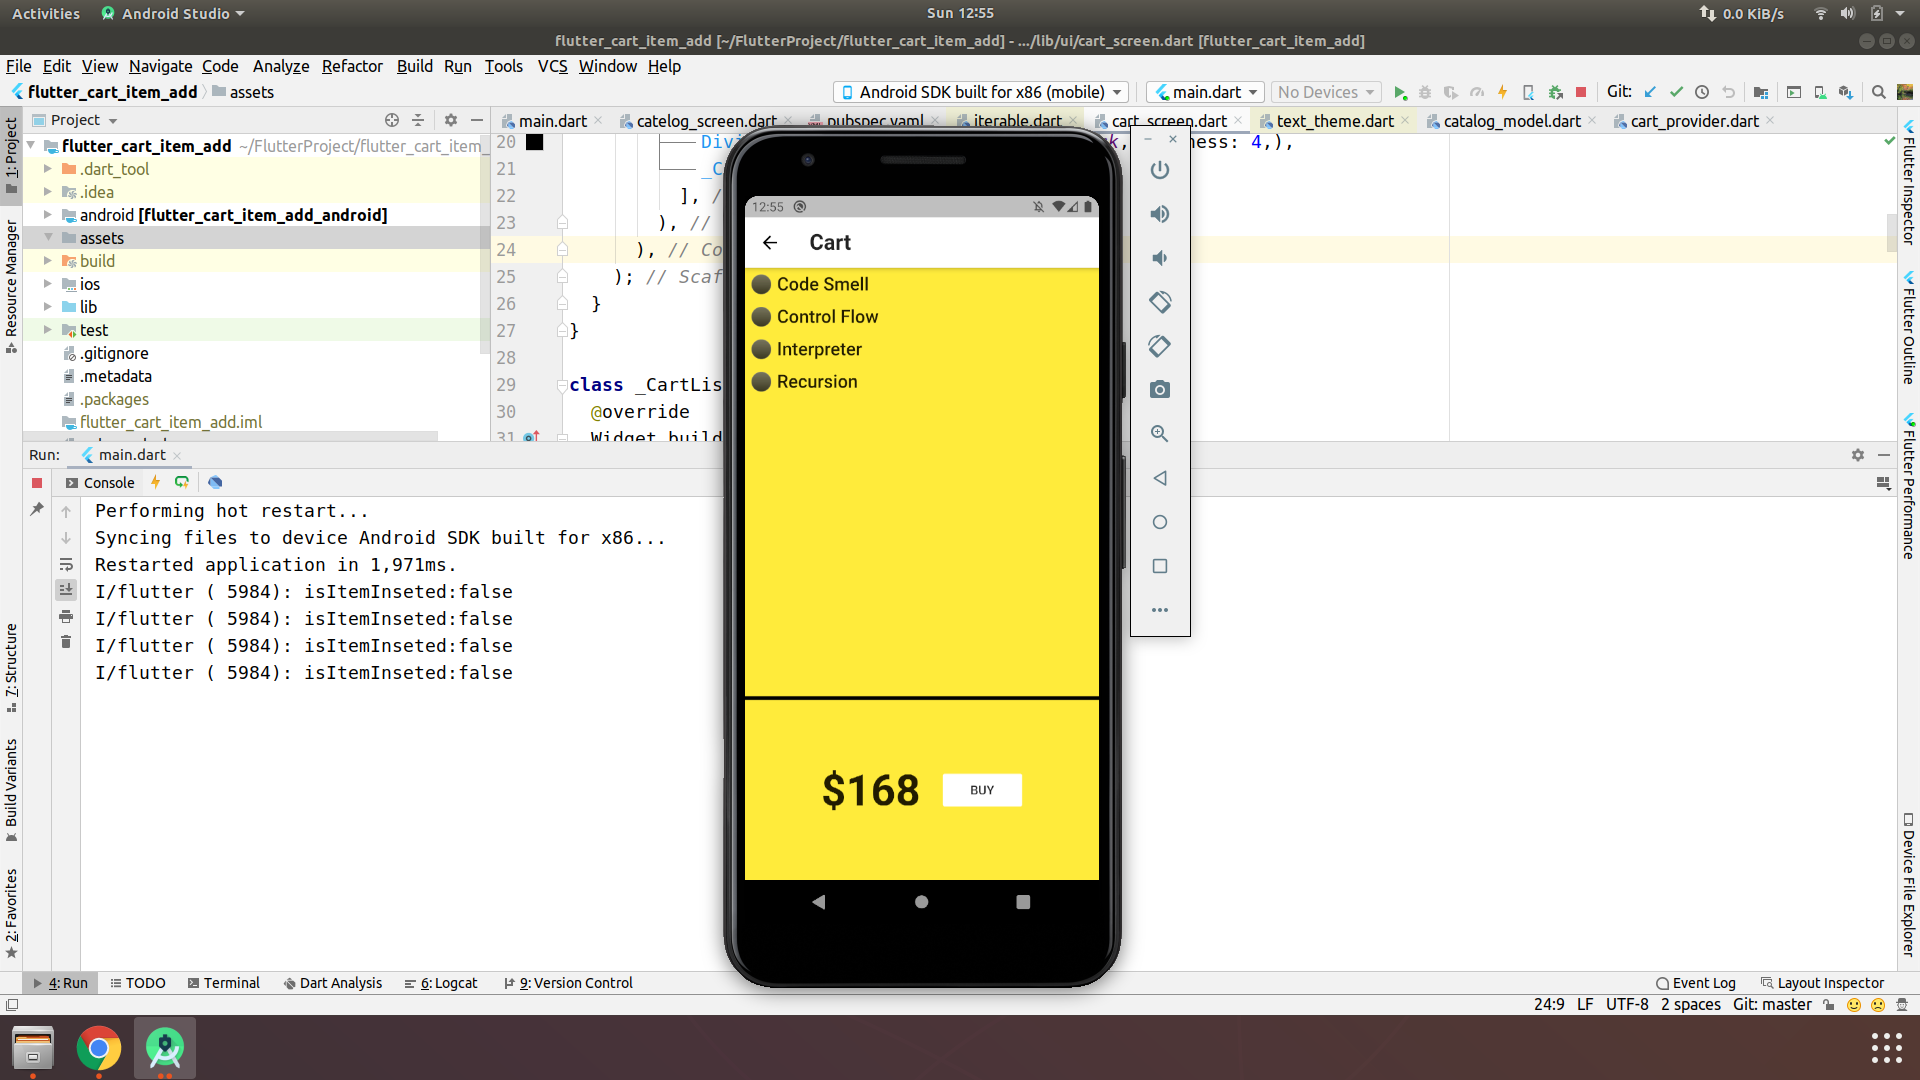 Activities
Android Studio
Sun 12:55
0.0 KiB/s
flutter_cart_item_add [~/FlutterProject/flutter_cart_item_add] - .../lib/ui/cart_screen.dart [flutter_cart_item_add]
File Edit View Navigate Code Analyze Refactor Build Run Tools VCS Window Help
flutter_cart_item_add
assets
Android SDK built for x86 (mobile)
main.dart
No Devices
Git:
Project
main.dart
catelog_screen.dart
pubspec.yaml
iterable.dart
cart_screen.dart
text_theme.dart
catalog_model.dart
cart_provider.dart
flutter_cart_item_add ~/FlutterProject/flutter_cart_item_
.dart_tool
.idea
android [flutter_cart_item_add_android]
assets
build
ios
lib
test
.gitignore
.metadata
.packages
flutter_cart_item_add.iml
20 Divi k, ness: 4,),
21 _C
22 ], /
23 ), //
24 ), // Co
25 ); // Scaf
26 }
27 }
28
29 class _CartLis
30 @override
31 Widget build
1: Project
Resource Manager
7: Structure
Build Variants
2: Favorites
Flutter Inspector
Flutter Outline
Flutter Performance
Device File Explorer
12:55
Cart
Code Smell
Control Flow
Interpreter
Recursion
$168
BUY
Run:
main.dart
Console
Performing hot restart...
Syncing files to device Android SDK built for x86...
Restarted application in 1,971ms.
I/flutter ( 5984): isItemInseted:false
I/flutter ( 5984): isItemInseted:false
I/flutter ( 5984): isItemInseted:false
I/flutter ( 5984): isItemInseted:false
4: Run
TODO
Terminal
Dart Analysis
6: Logcat
9: Version Control
Event Log
Layout Inspector
24:9 LF UTF-8 2 spaces Git: master